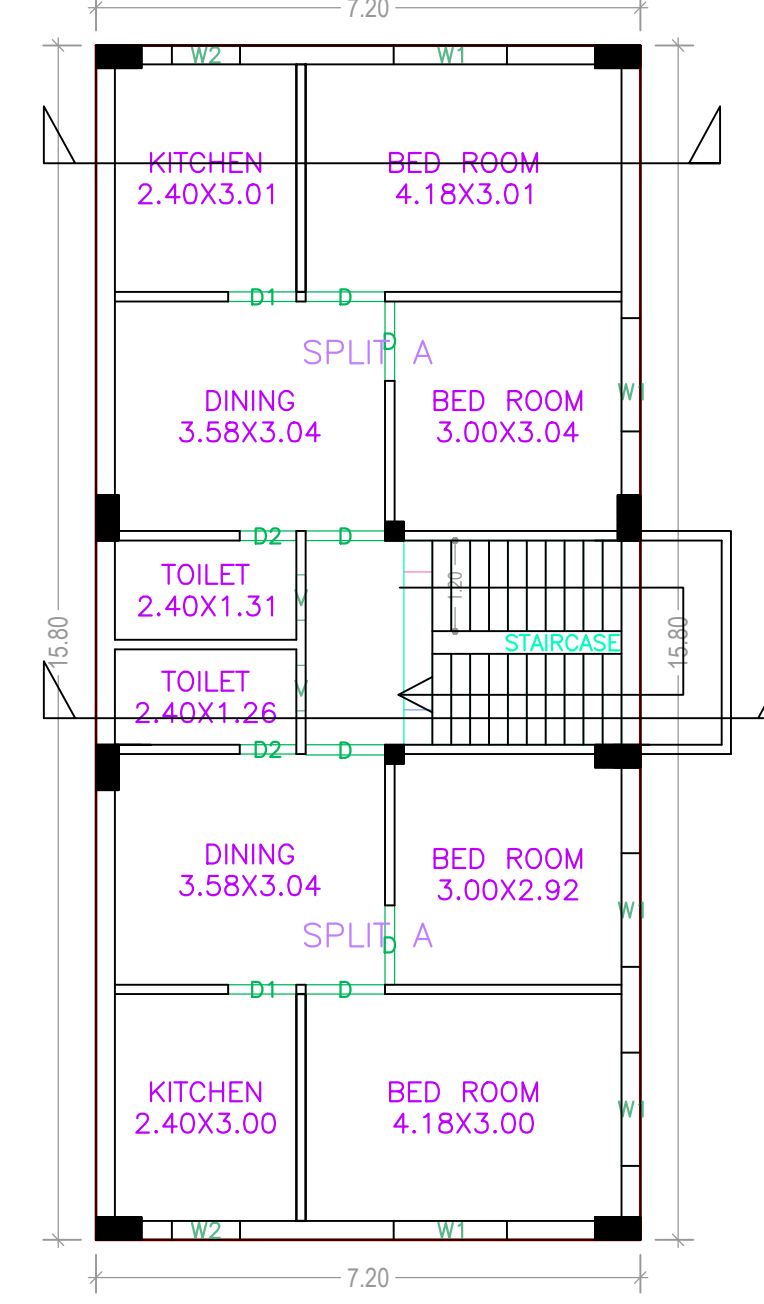 7.20
W2 W1
KITCHEN BED ROOM
2.40X3.01 4.18X3.01
D1 D
D
SPLIT A
W1
DINING BED ROOM
3.58X3.04 3.00X3.04
D2 D
TOILET
2.40X1.31
1.20
V
STAIRCASE
15.80 15.80
TOILET
V
2.40X1.26
D2 D
DINING BED ROOM
3.58X3.04 3.00X2.92
W1
SPLIT A
D
D1 D
KITCHEN BED ROOM
2.40X3.00 4.18X3.00
W1
W2 W1
7.20